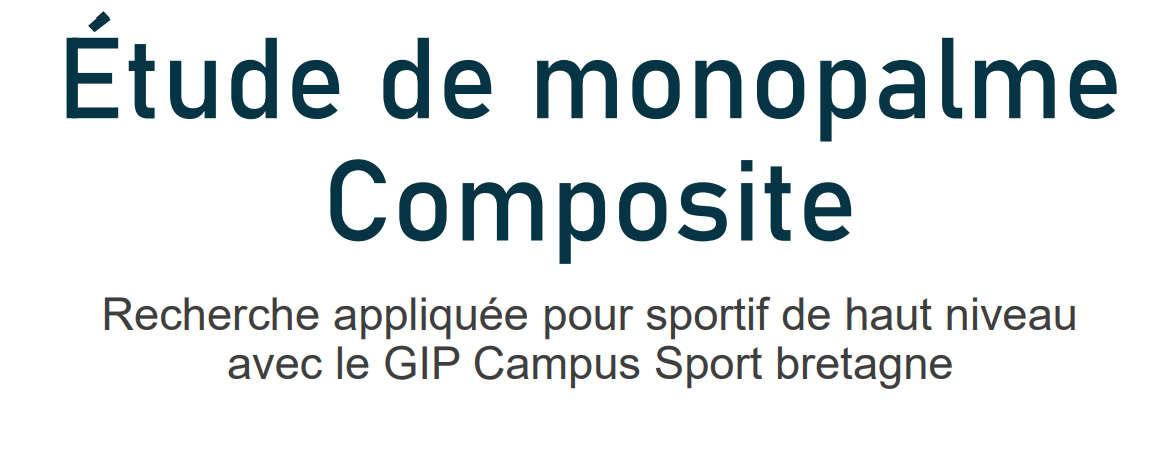 Étude de monopalme
Composite
Recherche appliquée pour sportif de haut niveau
avec le GIP Campus Sport bretagne